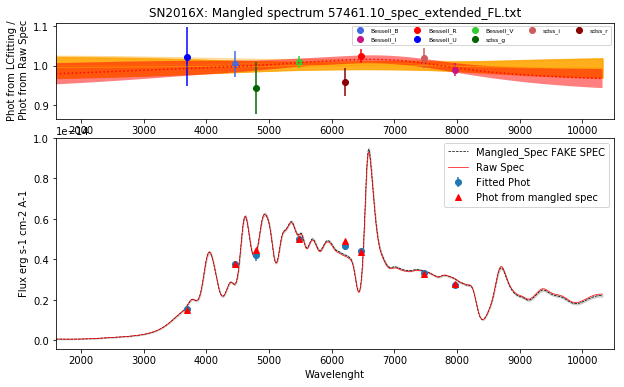 SN2016X: Mangled spectrum 57461.10_spec_extended_FL.txt
Phot from LCfitting /
Phot from Raw Spec
1.1
1.0
0.9
Bessell_B
Bessell_I
Bessell_R
Bessell_U
Bessell_V
sdss_g
sdss_i
sdss_r
2000 3000 4000 5000 6000 7000 8000 9000 10000
1e−14
Flux erg s-1 cm-2 A-1
1.0
0.8
0.6
0.4
0.2
0.0
Mangled_Spec FAKE SPEC
Raw Spec
Fitted Phot
Phot from mangled spec
2000 3000 4000 5000 6000 7000 8000 9000 10000
Wavelenght